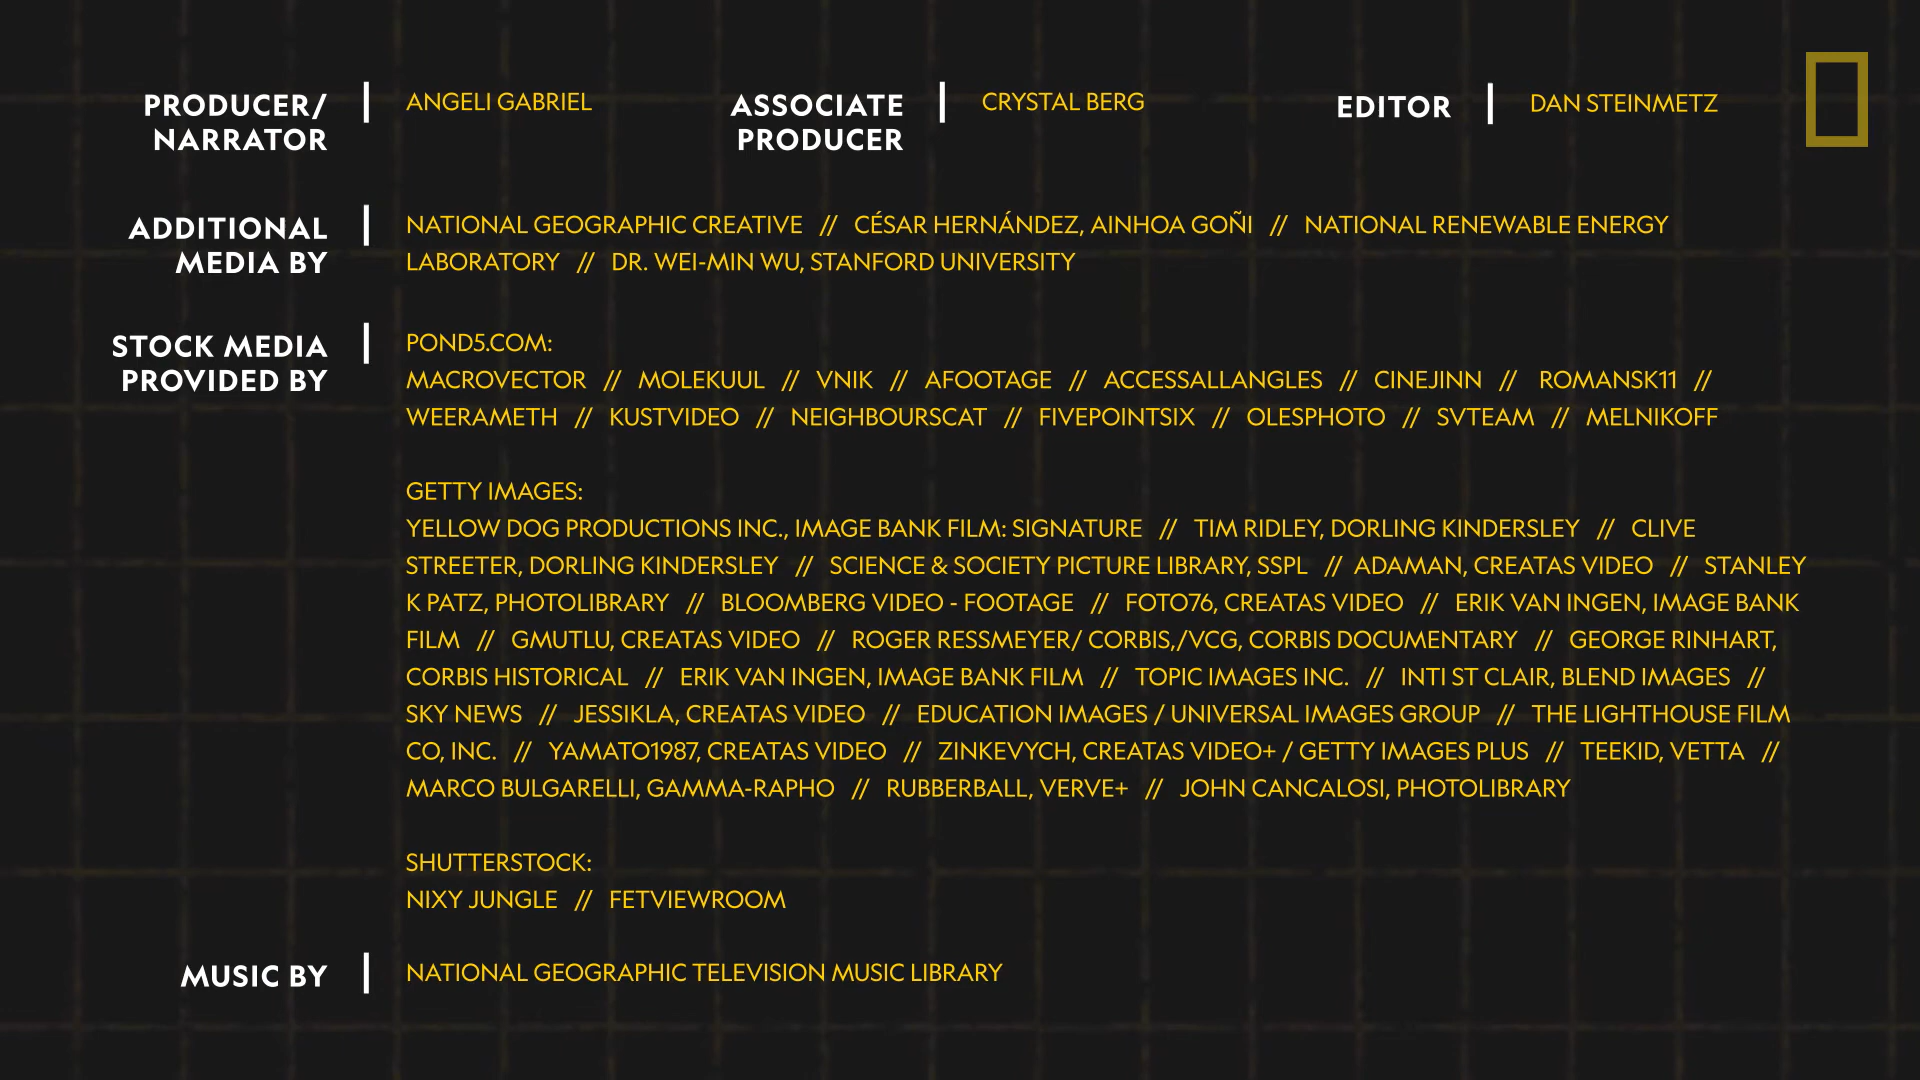 PRODUCER/
NARRATOR
ANGELI GABRIEL
ASSOCIATE
PRODUCER
CRYSTAL BERG
EDITOR
DAN STEINMETZ
ADDITIONAL
MEDIA BY
NATIONAL GEOGRAPHIC CREATIVE // CÉSAR HERNÁNDEZ, AINHOA GOÑI // NATIONAL RENEWABLE ENERGY
LABORATORY // DR. WEI-MIN WU, STANFORD UNIVERSITY
STOCK MEDIA
PROVIDED BY
POND5.COM:
MACROVECTOR // MOLEKUUL // VNIK // AFOOTAGE // ACCESSALLANGLES // CINEJINN // ROMANSK11 //
WEERAMETH // KUSTVIDEO // NEIGHBOURSCAT // FIVEPOINTSIX // OLESPHOTO // SVTEAM // MELNIKOFF
GETTY IMAGES:
YELLOW DOG PRODUCTIONS INC., IMAGE BANK FILM: SIGNATURE // TIM RIDLEY, DORLING KINDERSLEY // CLIVE
STREETER, DORLING KINDERSLEY // SCIENCE & SOCIETY PICTURE LIBRARY, SSPL // ADAMAN, CREATAS VIDEO // STANLEY
K PATZ, PHOTOLIBRARY // BLOOMBERG VIDEO - FOOTAGE // FOTO76, CREATAS VIDEO // ERIK VAN INGEN, IMAGE BANK
FILM // GMUTLU, CREATAS VIDEO // ROGER RESSMEYER/ CORBIS,/VCG, CORBIS DOCUMENTARY // GEORGE RINHART,
CORBIS HISTORICAL // ERIK VAN INGEN, IMAGE BANK FILM // TOPIC IMAGES INC. // INTI ST CLAIR, BLEND IMAGES //
SKY NEWS // JESSIKLA, CREATAS VIDEO // EDUCATION IMAGES / UNIVERSAL IMAGES GROUP // THE LIGHTHOUSE FILM
CO, INC. // YAMATO1987, CREATAS VIDEO // ZINKEVYCH, CREATAS VIDEO+ / GETTY IMAGES PLUS // TEEKID, VETTA //
MARCO BULGARELLI, GAMMA-RAPHO // RUBBERBALL, VERVE+ // JOHN CANCALOSI, PHOTOLIBRARY
SHUTTERSTOCK:
NIXY JUNGLE // FETVIEWROOM
MUSIC BY
NATIONAL GEOGRAPHIC TELEVISION MUSIC LIBRARY